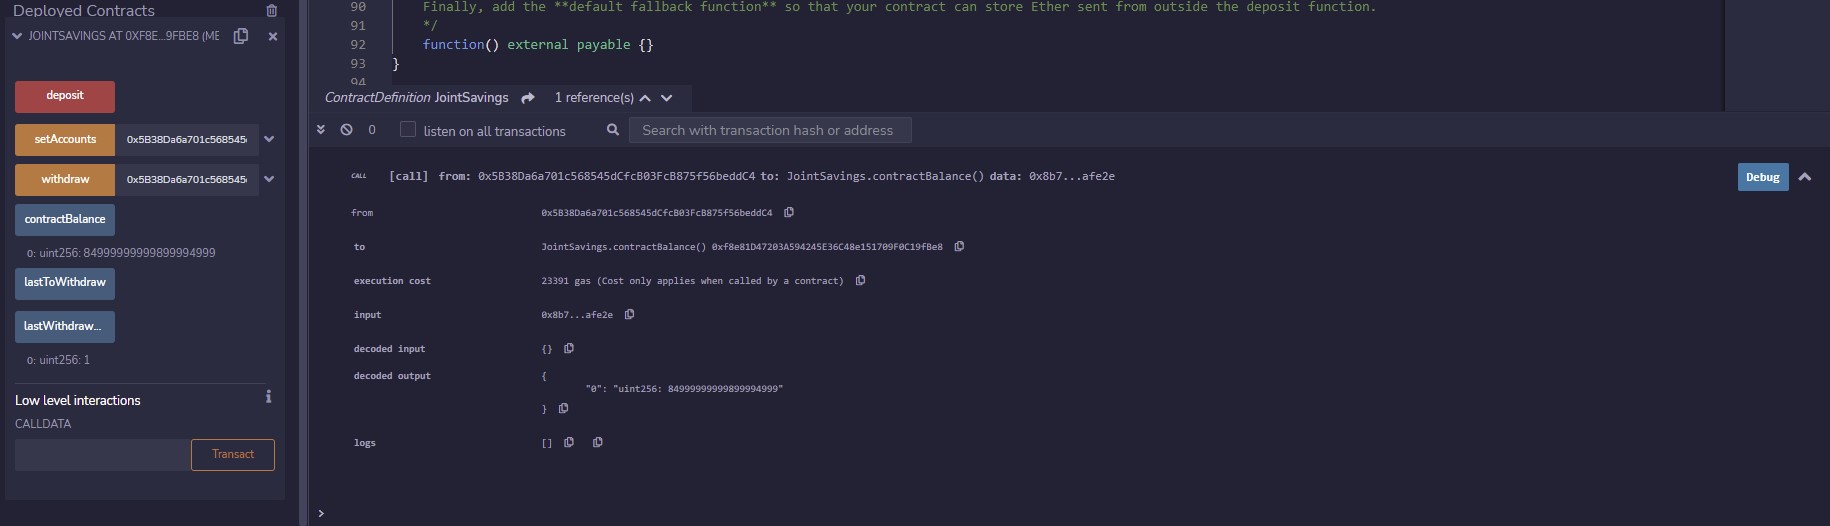 Deployed Contracts
JOINTSAVINGS AT 0XF8E...9FBE8 (ME
deposit
setAccounts 0x5B38Da6a701c568545
withdraw 0x5B38Da6a701c568545
contractBalance
0: uint256: 84999999999899994999
lastToWithdraw
lastWithdraw...
0: uint256: 1
Low level interactions
CALLDATA
Transact
90 Finally, add the **default fallback function** so that your contract can store Ether sent from outside the deposit function.
91 */
92 function() external payable {}
93 }
94
ContractDefinition JointSavings 1 reference(s)
0 listen on all transactions Search with transaction hash or address
CALL [call] from: 0x5B38Da6a701c568545dCfcB03FcB875f56beddC4 to: JointSavings.contractBalance() data: 0x8b7...afe2e Debug
from 0x5B38Da6a701c568545dCfcB03FcB875f56beddC4
to JointSavings.contractBalance() 0xf8e81D47203A594245E36C48e151709F0C19fBe8
execution cost 23391 gas (Cost only applies when called by a contract)
input 0x8b7...afe2e
decoded input {}
decoded output {
"0": "uint256: 84999999999899994999"
}
logs []
>